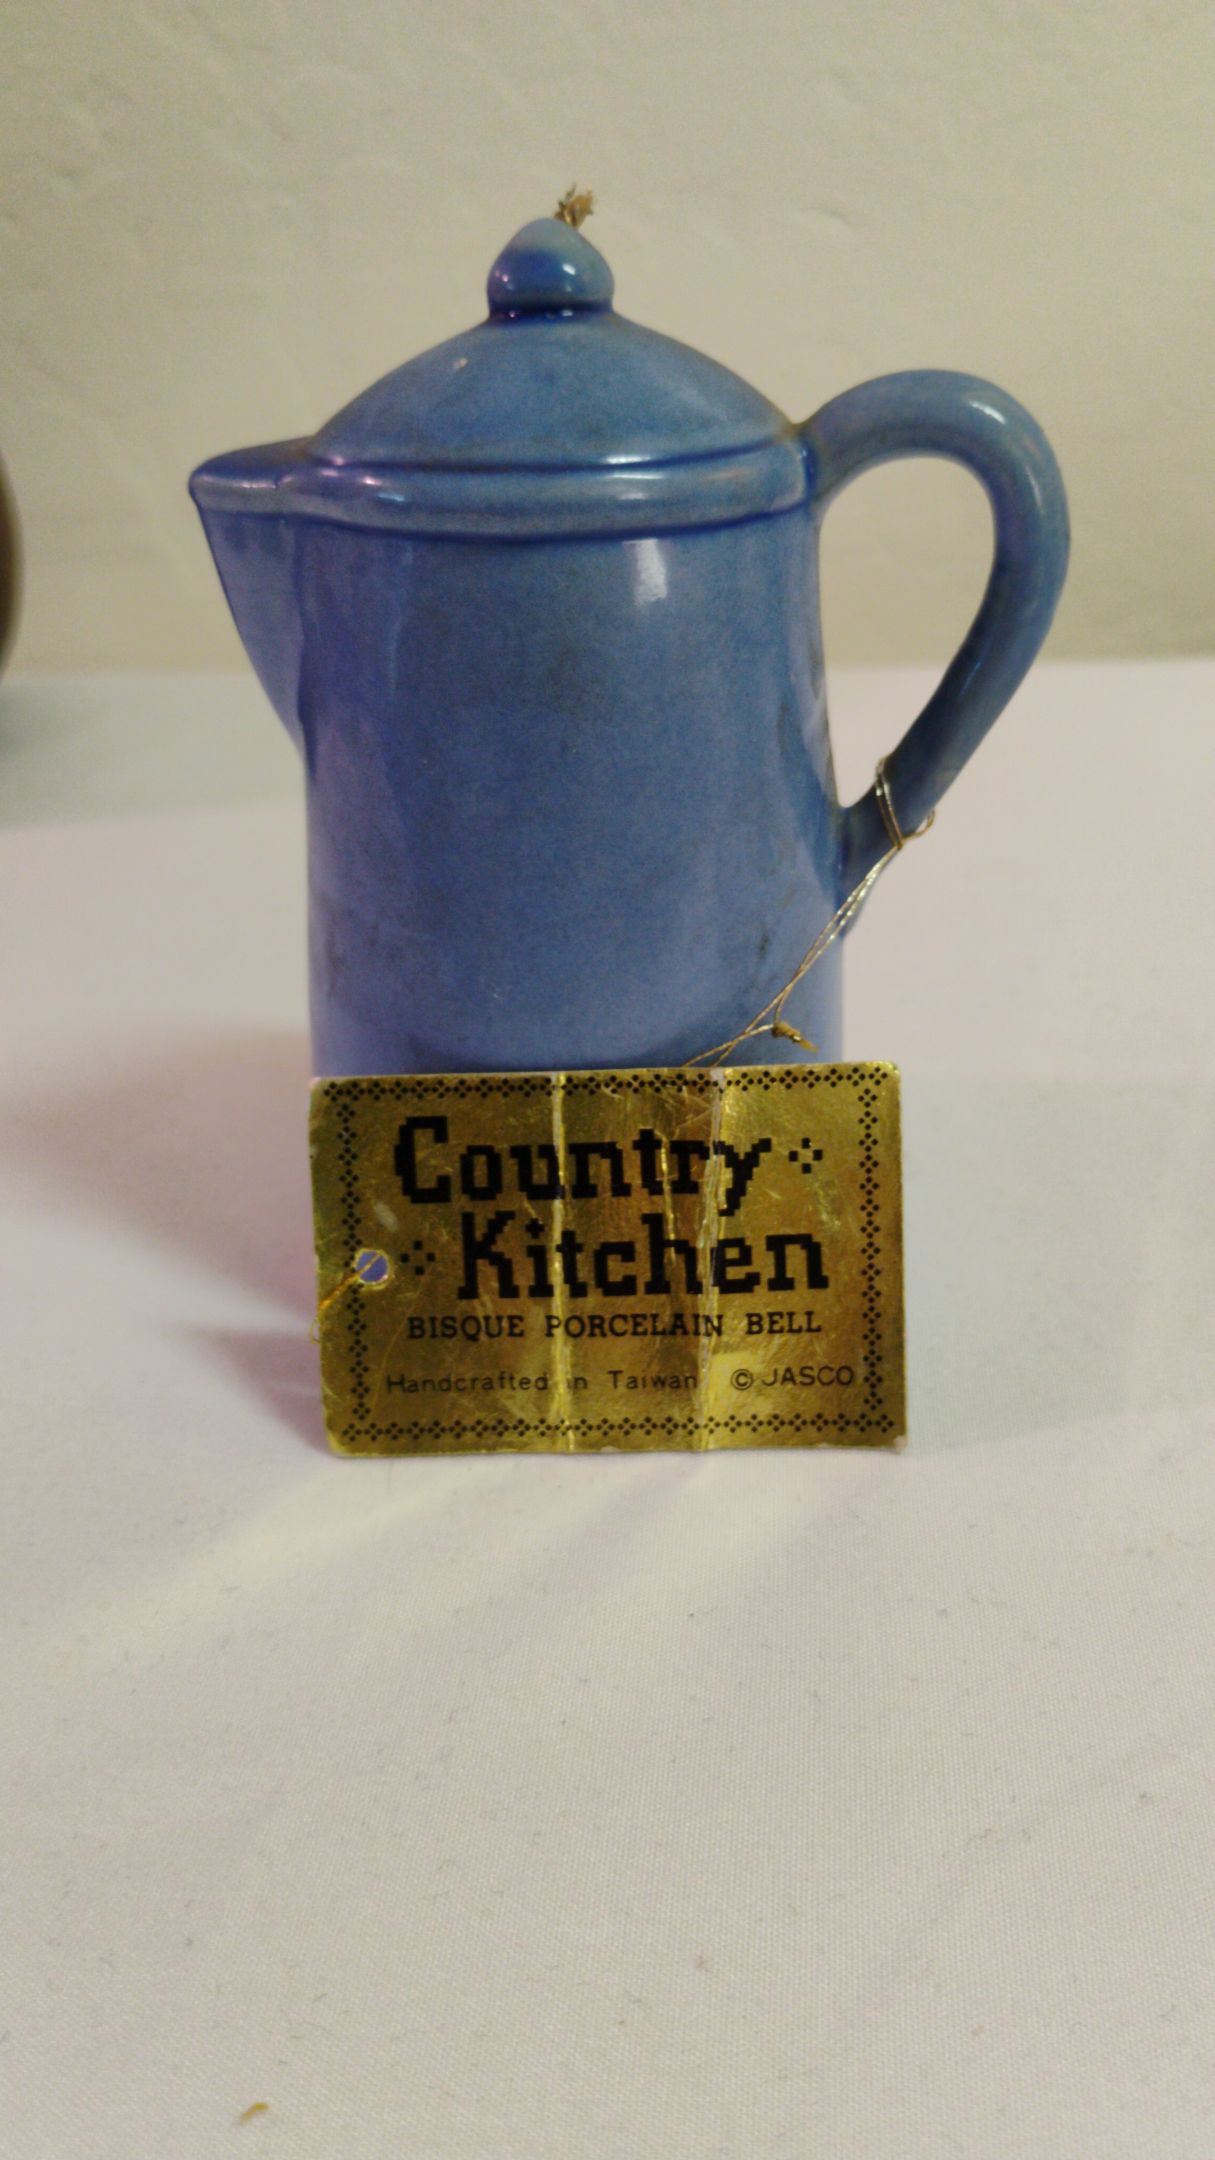 Country
Kitchen
BISQUE PORCELAIN BELL
Handcrafted in Taiwan © JASCO